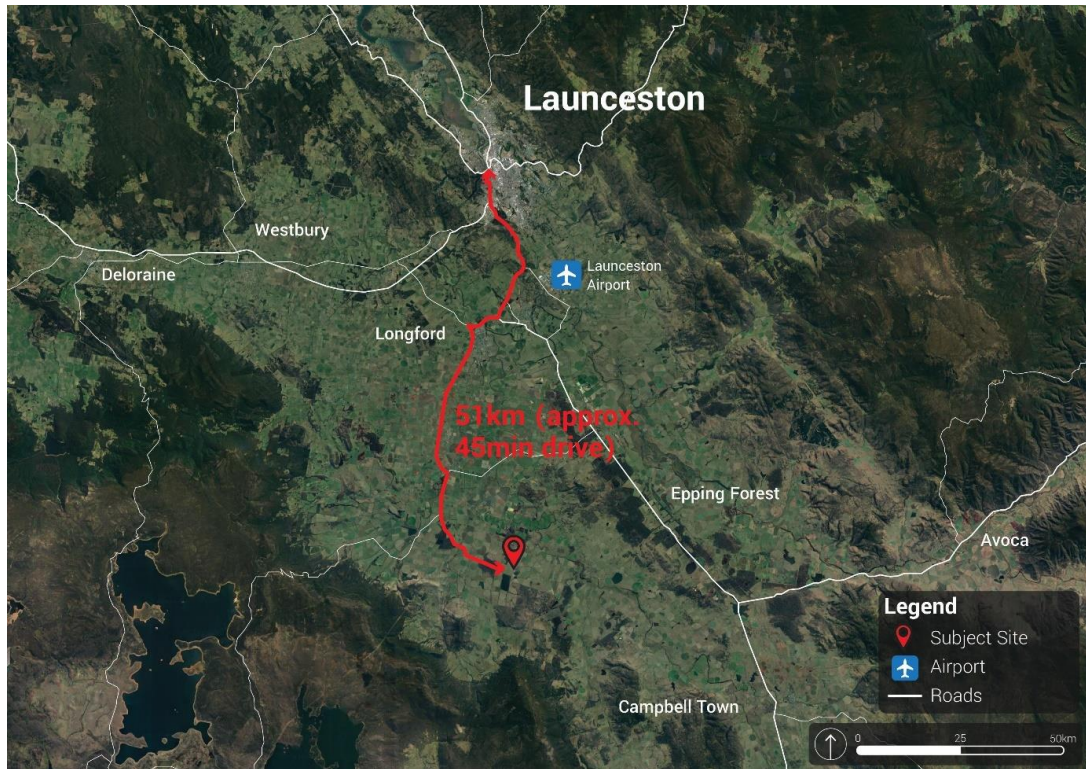 Launceston
Westbury
Deloraine
Launceston
Airport
Longford
51km (approx.
45min drive)
Epping Forest
Avoca
Legend
Subject Site
Airport
Roads
Campbell Town
0 25 50km